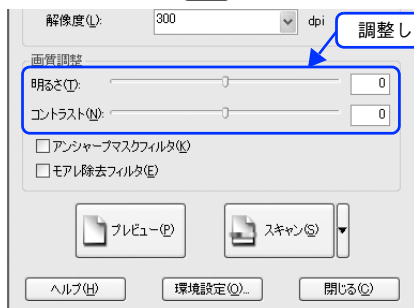 解像度(L): 300 dpi
調整し
画質調整
明るさ(T): 0
コントラスト(N): 0
アンシャープマスクフィルタ(K)
モアレ除去フィルタ(E)
プレビュー(P) スキャン(S)
ヘルプ(H) 環境設定(O)... 閉じる(C)